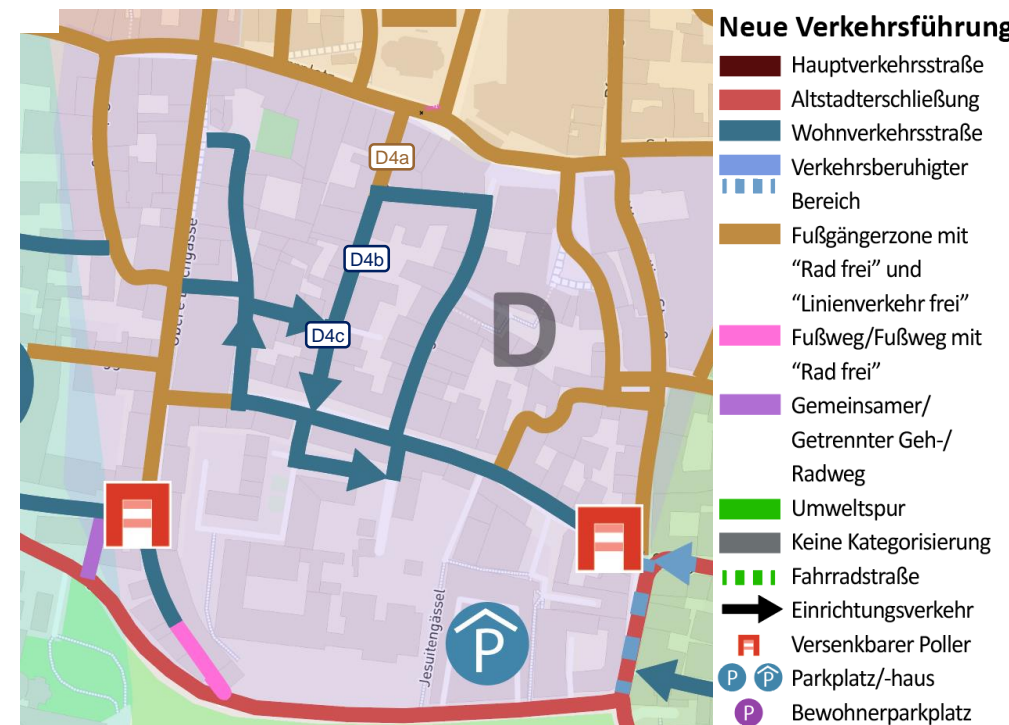 Neue Verkehrsführung
Hauptverkehrsstraße
Altstadterschließung
Wohnverkehrsstraße
Verkehrsberuhigter
Bereich
Fußgängerzone mit
“Rad frei” und
“Linienverkehr frei”
Fußweg/Fußweg mit
“Rad frei”
Gemeinsamer/
Getrennter Geh-/
Radweg
Umweltspur
Keine Kategorisierung
Fahrradstraße
Einrichtungsverkehr
Versenkbarer Poller
P P Parkplatz/-haus
P Bewohnerparkplatz
D4a
D4b
D4c
D
Jesuitengässel
P